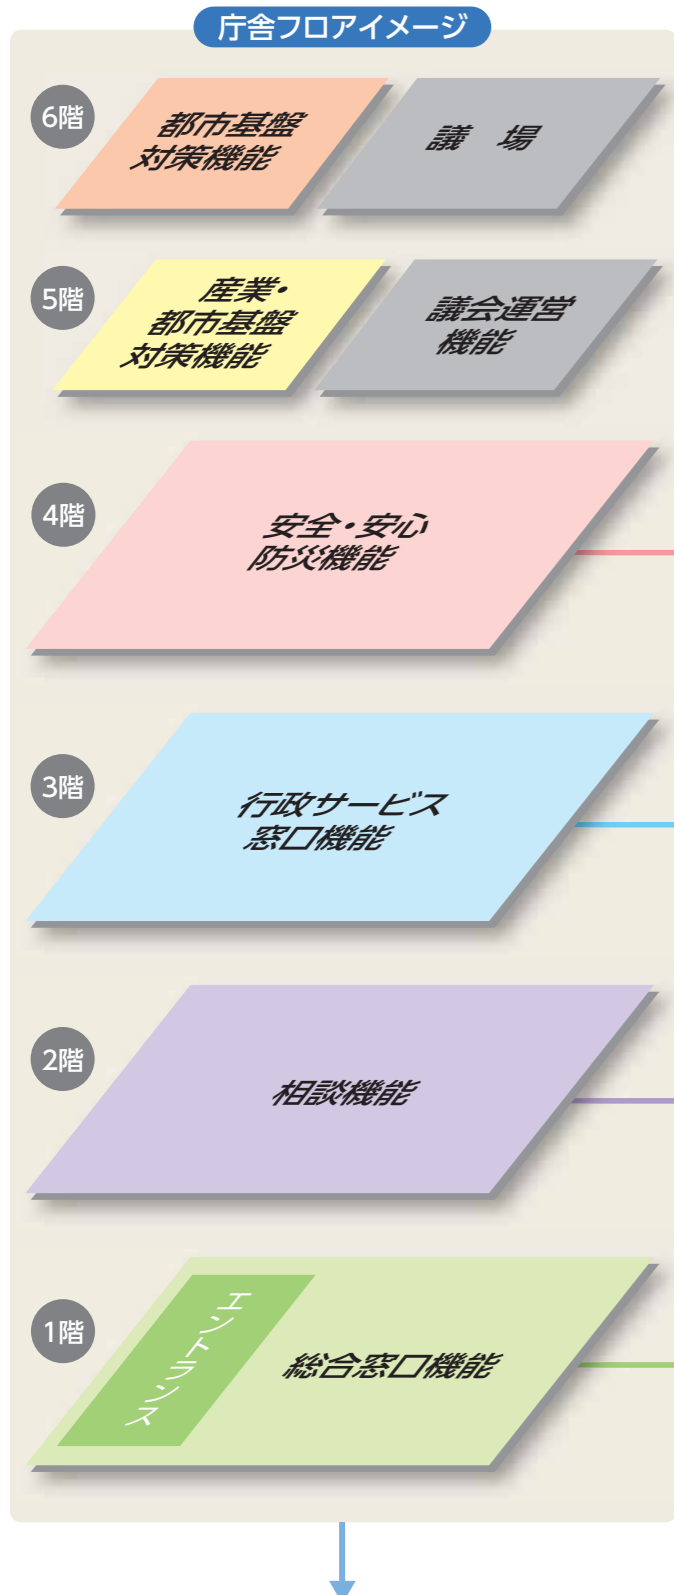 庁舎フロアイメージ
6階
都市基盤
対策機能
議　場
5階
産業・
都市基盤
対策機能
議会運営
機能
4階
安全・安心
防災機能
3階
行政サービス
窓口機能
2階
相談機能
1階
エントランス
総合窓口機能